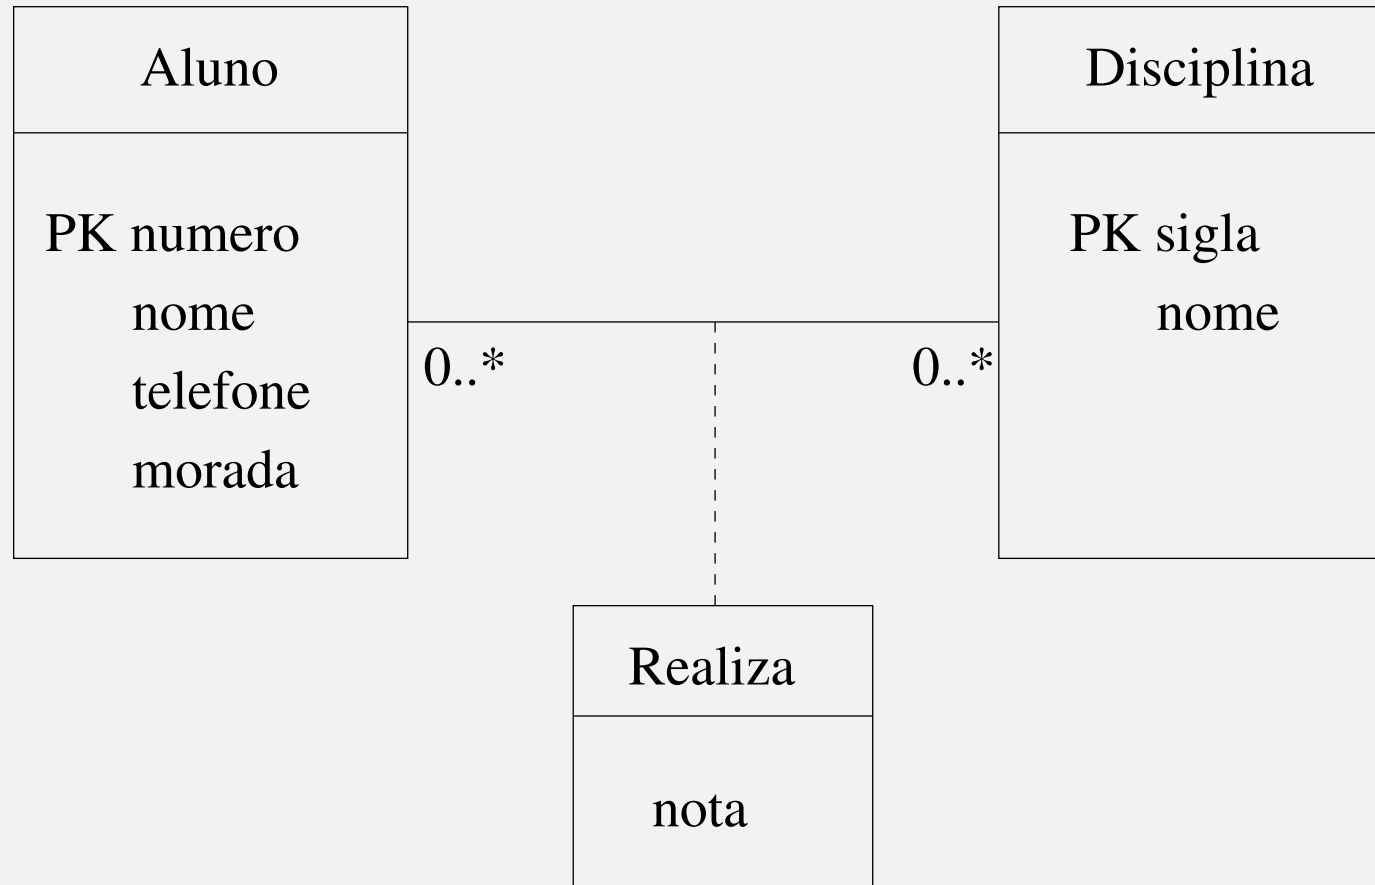 Aluno
PK numero
nome
telefone
morada
0..*
0..*
Disciplina
PK sigla
nome
Realiza
nota